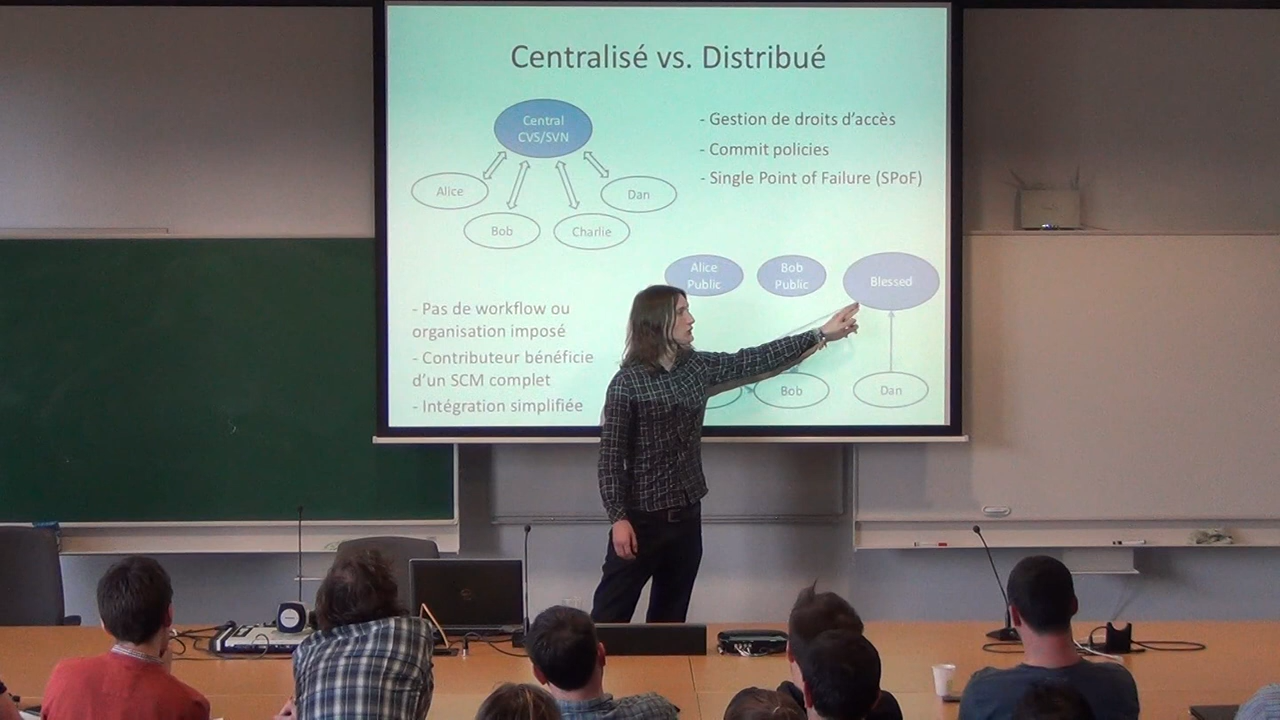 Centralisé vs. Distribué
Central
CVS/SVN
Alice
Bob
Charlie
Dan
- Gestion de droits d'accès
- Commit policies
- Single Point of Failure (SPoF)
- Pas de workflow ou
organisation imposé
- Contributeur bénéficie
d'un SCM complet
- Intégration simplifiée
Alice
Public
Bob
Public
Blessed
Bob
Dan